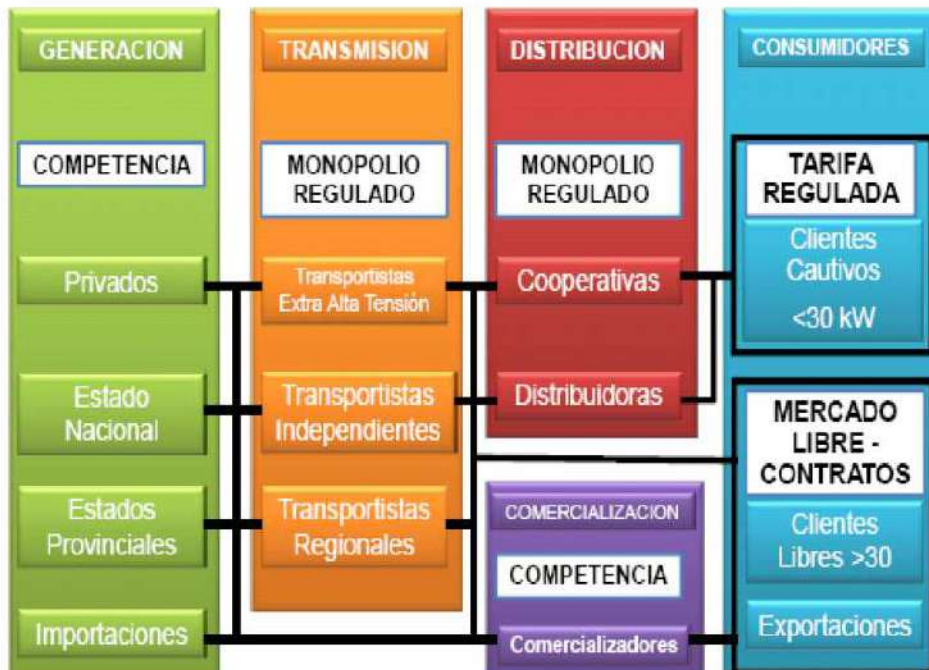 GENERACION
COMPETENCIA
Privados
Estado
Nacional
Estados
Provinciales
Importaciones
TRANSMISION
MONOPOLIO
REGULADO
Transportistas
Extra Alta Tensión
Transportistas
Independientes
Transportistas
Regionales
DISTRIBUCION
MONOPOLIO
REGULADO
Cooperativas
Distribuidoras
COMERCIALIZACION
COMPETENCIA
Comercializadores
CONSUMIDORES
TARIFA
REGULADA
Clientes
Cautivos
<30 kW
MERCADO
LIBRE -
CONTRATOS
Clientes
Libres >30
Exportaciones